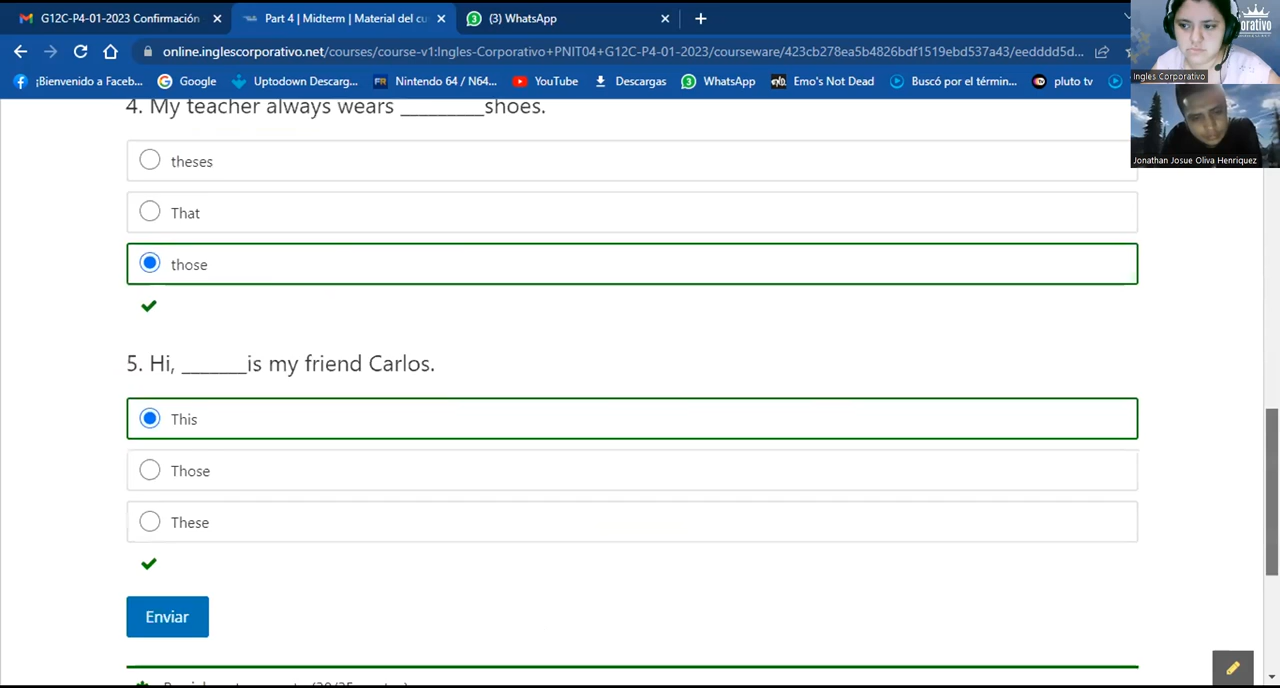 G12C-P4-01-2023 Confirmación
Part 4 | Midterm | Material del cu
(3) WhatsApp
online.inglescorporativo.net/courses/course-v1:Ingles-Corporativo+PNIT04+G12C-P4-01-2023/courseware/423cb278ea5b4826bdf1519ebd537a43/eedddd5d...
¡Bienvenido a Faceb...
Google
Uptodown Descarg...
Nintendo 64 / N64...
YouTube
Descargas
WhatsApp
Emo's Not Dead
Buscó por el términ...
pluto tv
orativo
Ingles Corporativo
Jonathan Josue Oliva Henriquez
4. My teacher always wears _________shoes.
theses
That
those
5. Hi, _______is my friend Carlos.
This
Those
These
Enviar